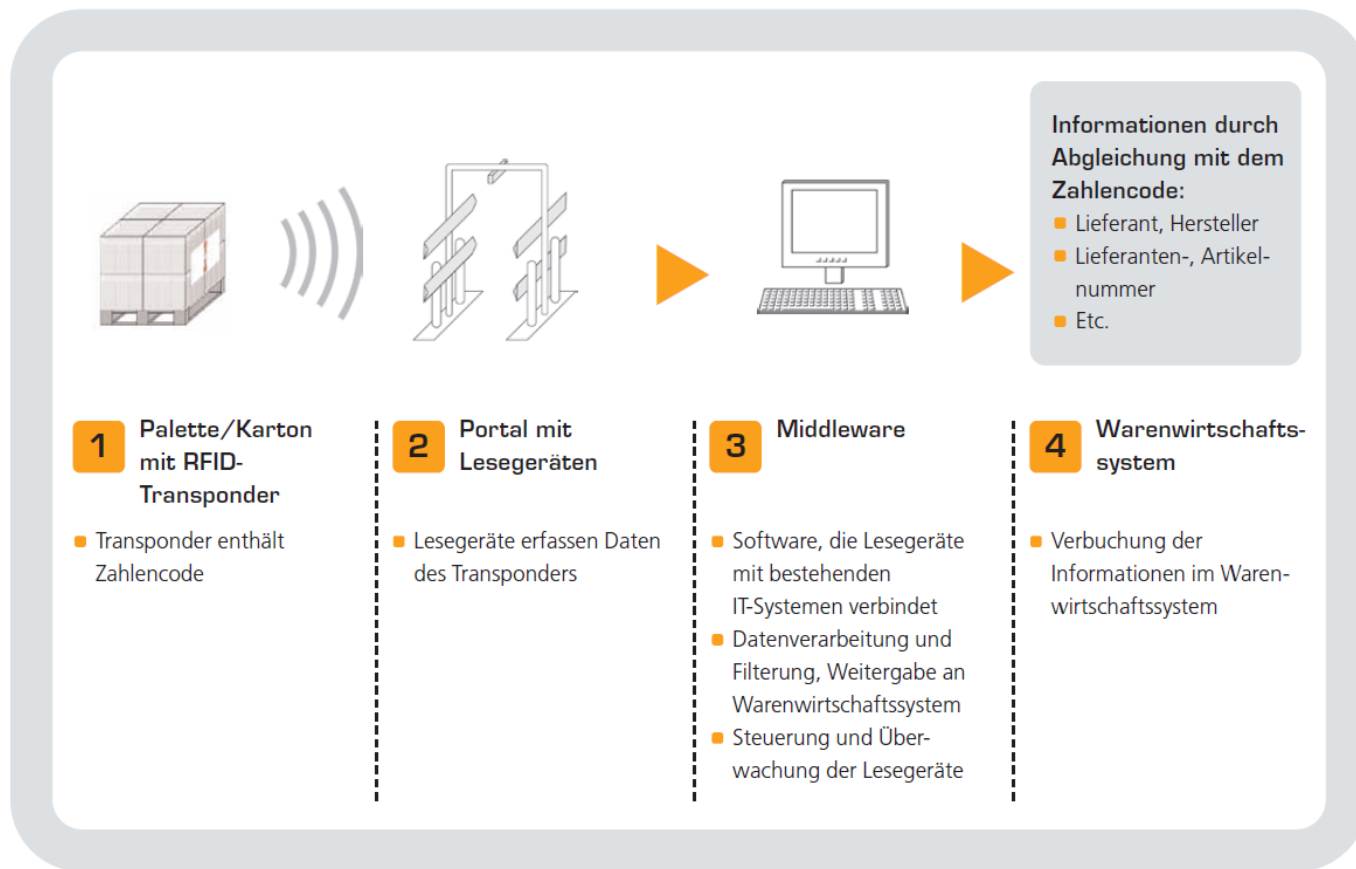 Informationen durch
Abgleichung mit dem
Zahlencode:
Lieferant, Hersteller
Lieferanten-, Artikel-
nummer
Etc.
1
Palette/Karton
mit RFID-
Transponder
Transponder enthält
Zahlencode
2
Portal mit
Lesegeräten
Lesegeräte erfassen Daten
des Transponders
3
Middleware
Software, die Lesegeräte
mit bestehenden
IT-Systemen verbindet
Datenverarbeitung und
Filterung, Weitergabe an
Warenwirtschaftssystem
Steuerung und Über-
wachung der Lesegeräte
4
Warenwirtschafts-
system
Verbuchung der
Informationen im Waren-
wirtschaftssystem